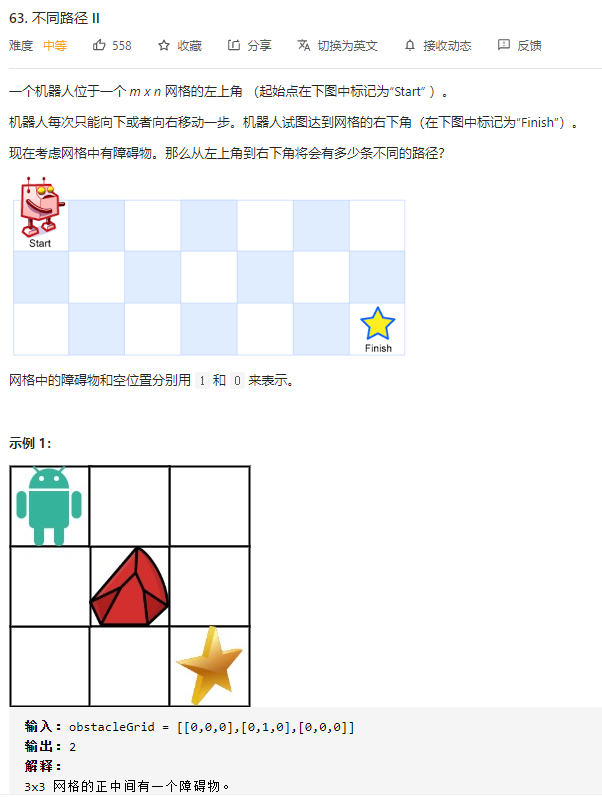 63. 不同路径 II
难度 中等 558 收藏 分享 切换为英文 接收动态 反馈
一个机器人位于一个 m x n 网格的左上角 （起始点在下图中标记为“Start” ）。
机器人每次只能向下或者向右移动一步。机器人试图达到网格的右下角（在下图中标记为“Finish”）。
现在考虑网格中有障碍物。那么从左上角到右下角将会有多少条不同的路径？
Start
Finish
网格中的障碍物和空位置分别用 1 和 0 来表示。
示例 1：
输入：obstacleGrid = [[0,0,0],[0,1,0],[0,0,0]]
输出：2
解释：
3x3 网格的正中间有一个障碍物。